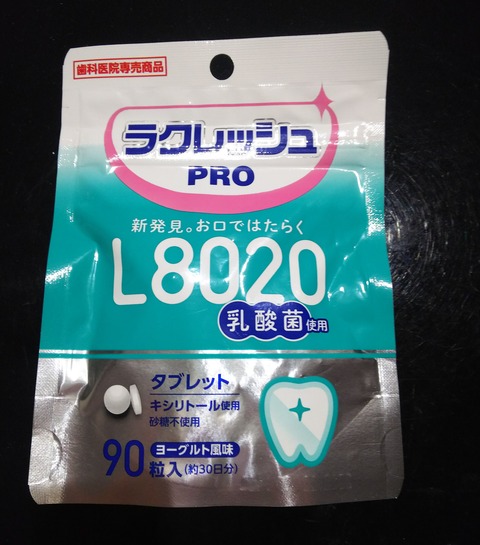 歯科医院専売商品
ラクレッシュ
PRO
新発見。お口ではたらく
L8020
乳酸菌使用
タブレット
キシリトール使用
砂糖不使用
90粒入 ヨーグルト風味 (約30日分)